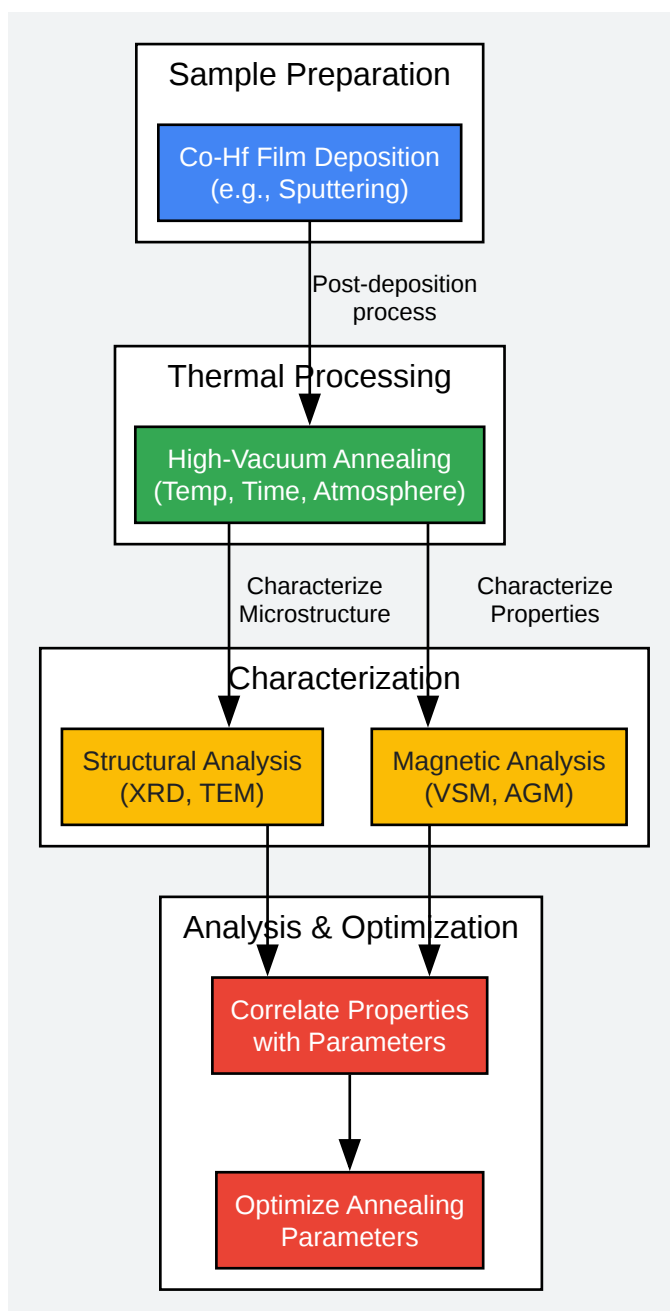 Sample Preparation
Co-Hf Film Deposition
(e.g., Sputtering)
Post-deposition
process
Thermal Processing
High-Vacuum Annealing
(Temp, Time, Atmosphere)
Characterize
Microstructure
Characterize
Properties
Characterization
Structural Analysis
(XRD, TEM)
Magnetic Analysis
(VSM, AGM)
Analysis & Optimization
Correlate Properties
with Parameters
Optimize Annealing
Parameters